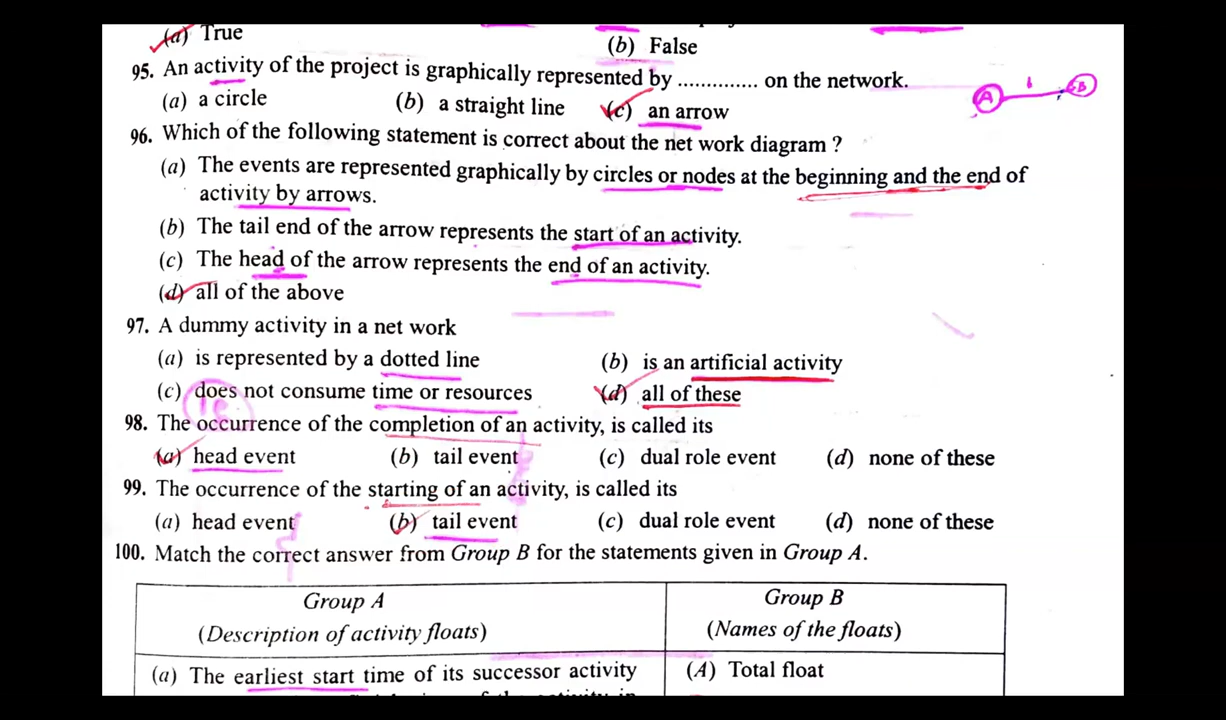 (a) True
(b) False
95. An activity of the project is graphically represented by .............. on the network.
(a) a circle (b) a straight line (c) an arrow
A B
96. Which of the following statement is correct about the net work diagram ?
(a) The events are represented graphically by circles or nodes at the beginning and the end of
activity by arrows.
(b) The tail end of the arrow represents the start of an activity.
(c) The head of the arrow represents the end of an activity.
(d) all of the above
97. A dummy activity in a net work
(a) is represented by a dotted line (b) is an artificial activity
(c) does not consume time or resources (d) all of these
98. The occurrence of the completion of an activity, is called its
(a) head event (b) tail event (c) dual role event (d) none of these
99. The occurrence of the starting of an activity, is called its
(a) head event (b) tail event (c) dual role event (d) none of these
100. Match the correct answer from Group B for the statements given in Group A.
Group A Group B
(Description of activity floats) (Names of the floats)
(a) The earliest start time of its successor activity (A) Total float